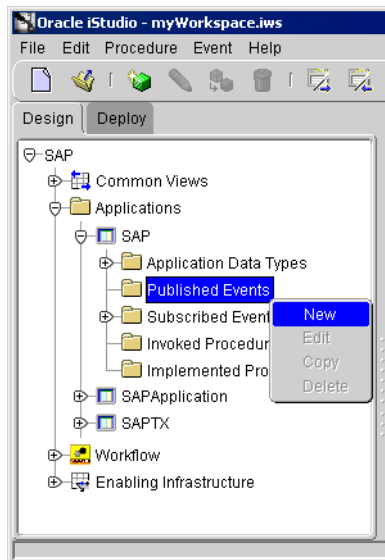 Oracle iStudio - myWorkspace.iws
File Edit Procedure Event Help
Design Deploy
SAP
Common Views
Applications
SAP
Application Data Types
Published Events
Subscribed Event
New
Invoked Procedur
Edit
Implemented Pro
Copy
Delete
SAPApplication
SAPTX
Workflow
Enabling Infrastructure